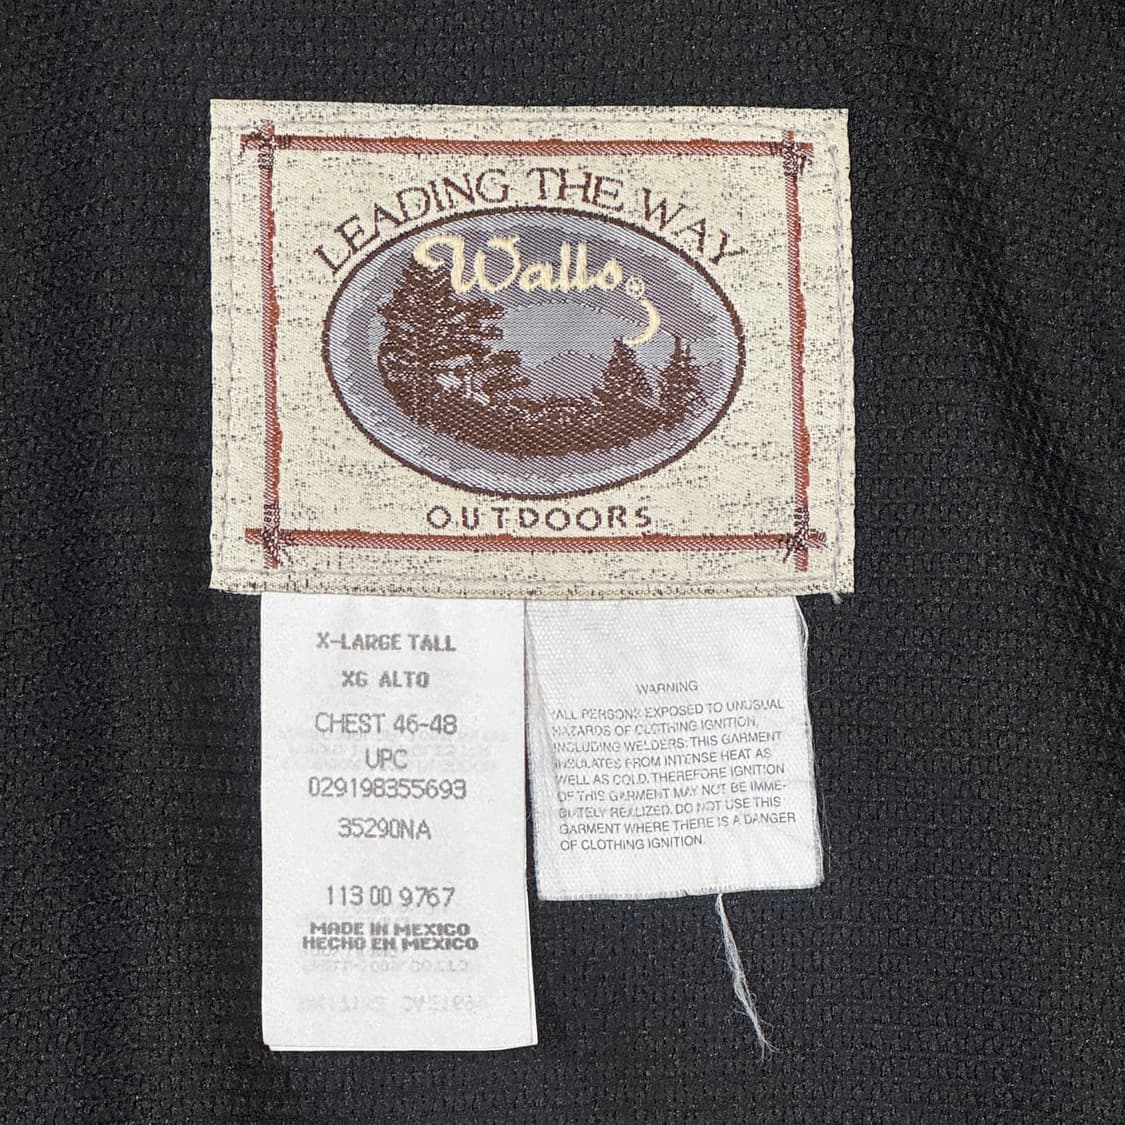 LEADING THE WAY
Walls®
OUTDOORS
X-LARGE TALL
XG ALTO
CHEST 46-48
UPC
029198355693
35290NA
113 00 9767
MADE IN MEXICO
HECHO EN MEXICO
WARNING
ALL PERSONS EXPOSED TO UNUSUAL
HAZARDS OF CLOTHING IGNITION,
INCLUDING WELDERS: THIS GARMENT
INSULATES FROM INTENSE HEAT AS
WELL AS COLD. THEREFORE IGNITION
OF THIS GARMENT MAY NOT BE IMME-
DIATELY REALIZED. DO NOT USE THIS
GARMENT WHERE THERE IS A DANGER
OF CLOTHING IGNITION.